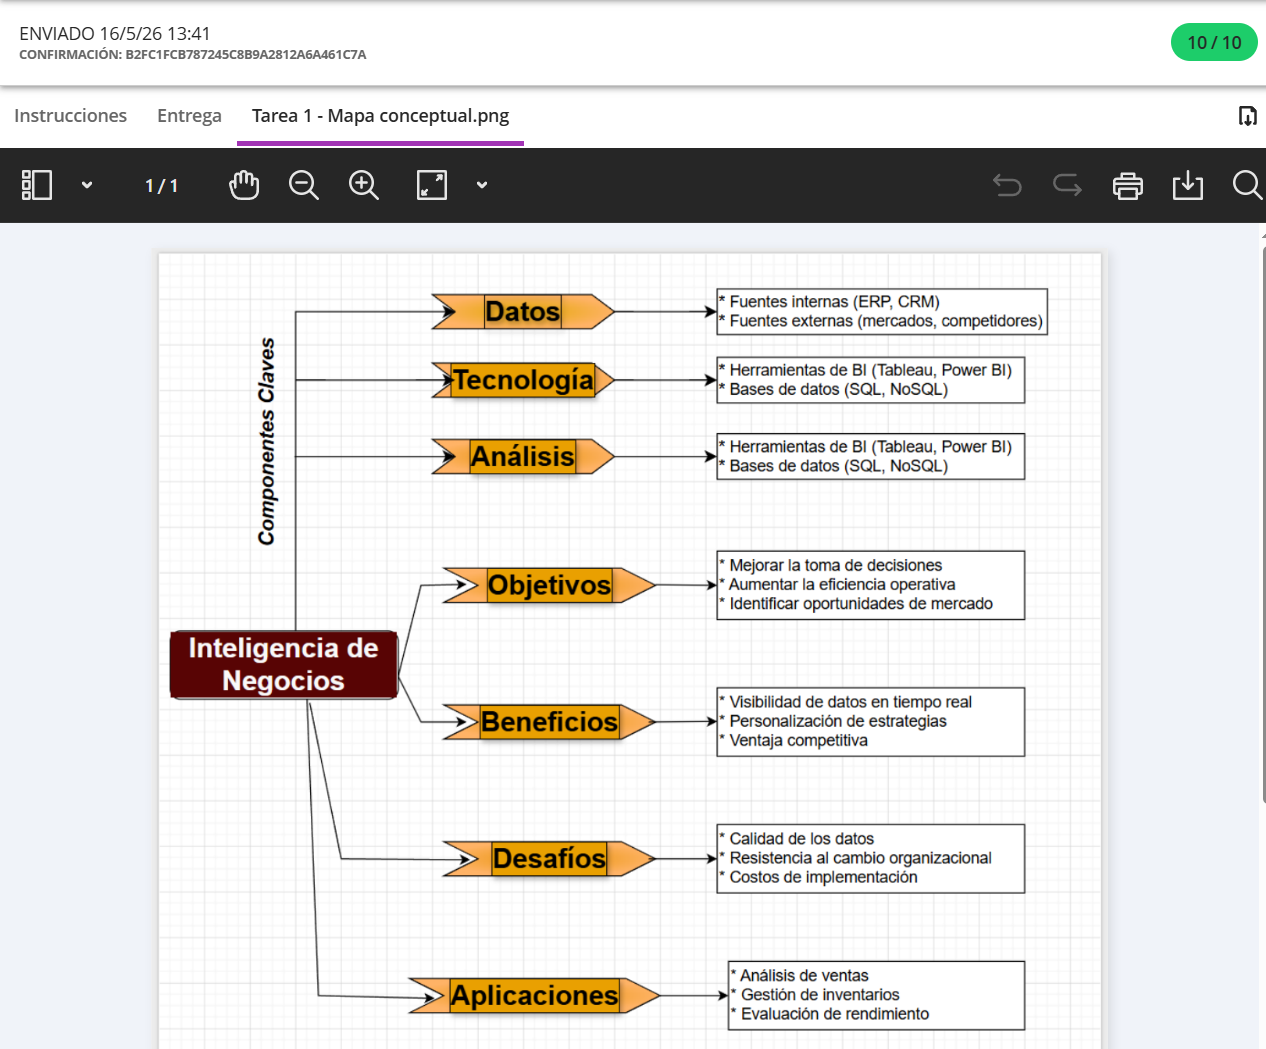 ENVIADO 16/5/26 13:41
CONFIRMACIÓN: B2FC1FCB787245C8B9A2812A6A461C7A
10 / 10
Instrucciones
Entrega
Tarea 1 - Mapa conceptual.png
1 / 1
Componentes Claves
Datos
* Fuentes internas (ERP, CRM)
* Fuentes externas (mercados, competidores)
Tecnología
* Herramientas de BI (Tableau, Power BI)
* Bases de datos (SQL, NoSQL)
Análisis
* Herramientas de BI (Tableau, Power BI)
* Bases de datos (SQL, NoSQL)
Inteligencia de
Negocios
Objetivos
* Mejorar la toma de decisiones
* Aumentar la eficiencia operativa
* Identificar oportunidades de mercado
Beneficios
* Visibilidad de datos en tiempo real
* Personalización de estrategias
* Ventaja competitiva
Desafíos
* Calidad de los datos
* Resistencia al cambio organizacional
* Costos de implementación
Aplicaciones
* Análisis de ventas
* Gestión de inventarios
* Evaluación de rendimiento